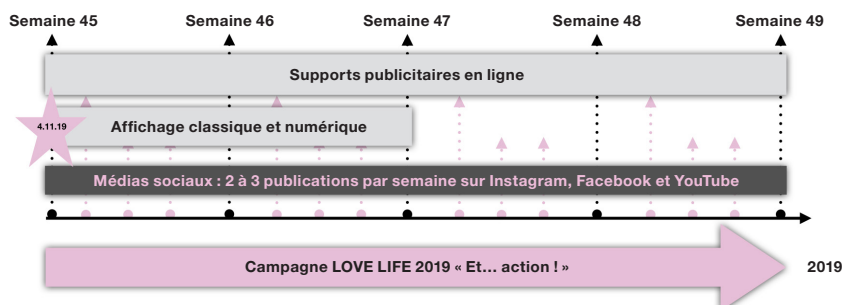 Semaine 45 Semaine 46 Semaine 47 Semaine 48 Semaine 49
Supports publicitaires en ligne
4.11.19 Affichage classique et numérique
Médias sociaux : 2 à 3 publications par semaine sur Instagram, Facebook et YouTube
Campagne LOVE LIFE 2019 « Et… action ! » 2019